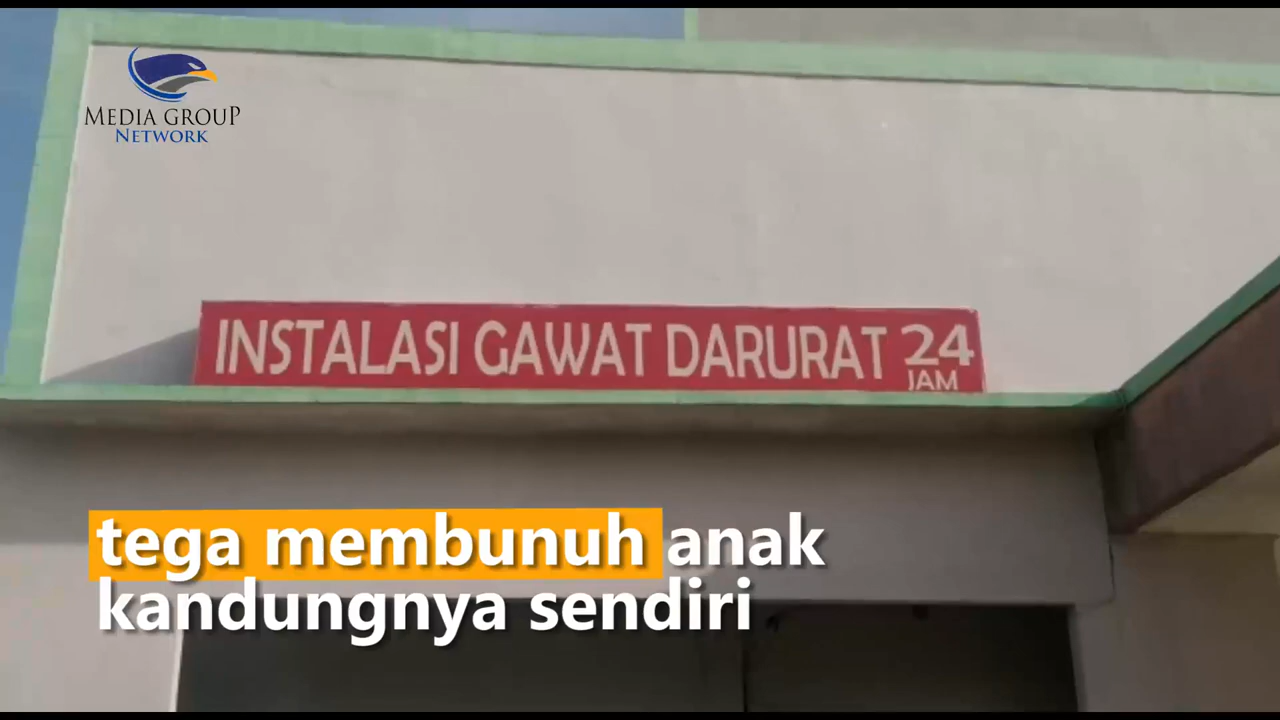 MEDIA GROUP
NETWORK
INSTALASI GAWAT DARURAT 24
JAM
tega membunuh anak
kandungnya sendiri